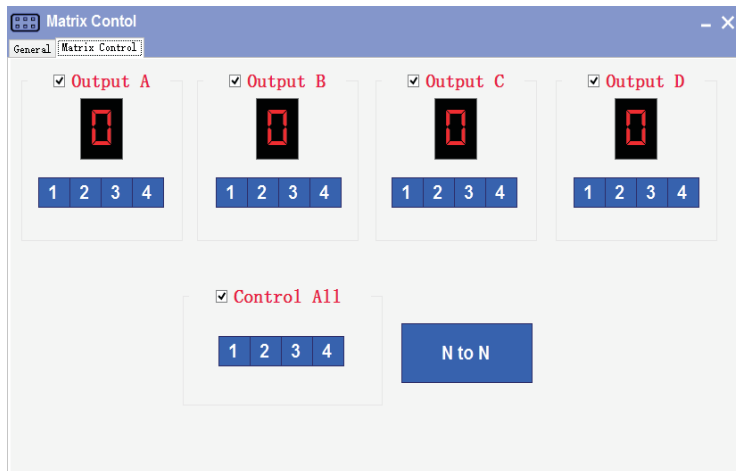 Matrix Contol
General Matrix Control
Output A Output B Output C Output D
0 0 0 0
1 2 3 4 1 2 3 4 1 2 3 4 1 2 3 4
Control All
1 2 3 4 N to N